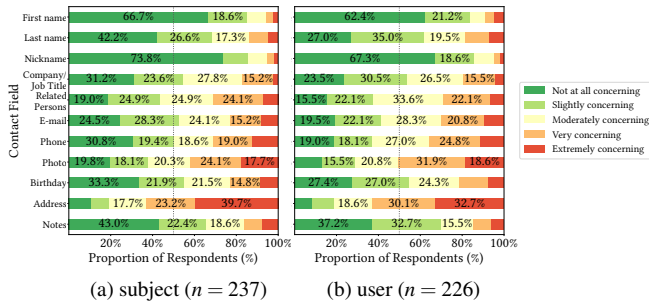 Contact Field
First name
Last name
Nickname
Company/
Job Title
Related
Persons
E-mail
Phone
Photo
Birthday
Address
Notes
66.7% 18.6%
42.2% 26.6% 17.3%
73.8%
31.2% 23.6% 27.8% 15.2%
19.0% 24.9% 24.9% 24.1%
24.5% 28.3% 24.1% 15.2%
30.8% 19.4% 18.6% 19.0%
19.8% 18.1% 20.3% 24.1% 17.7%
33.3% 21.9% 21.5% 14.8%
17.7% 23.2% 39.7%
43.0% 22.4% 18.6%
20% 40% 60% 80% 100%
Proportion of Respondents (%)
(a) subject (n = 237)
62.4% 21.2%
27.0% 35.0% 19.5%
67.3% 18.6%
23.5% 30.5% 26.5% 15.5%
15.5% 22.1% 33.6% 22.1%
19.5% 22.1% 28.3% 20.8%
19.0% 18.1% 27.0% 24.8%
15.5% 20.8% 31.9% 18.6%
27.4% 27.0% 24.3%
18.6% 30.1% 32.7%
37.2% 32.7% 15.5%
20% 40% 60% 80% 100%
Proportion of Respondents (%)
(b) user (n = 226)
Not at all concerning
Slightly concerning
Moderately concerning
Very concerning
Extremely concerning